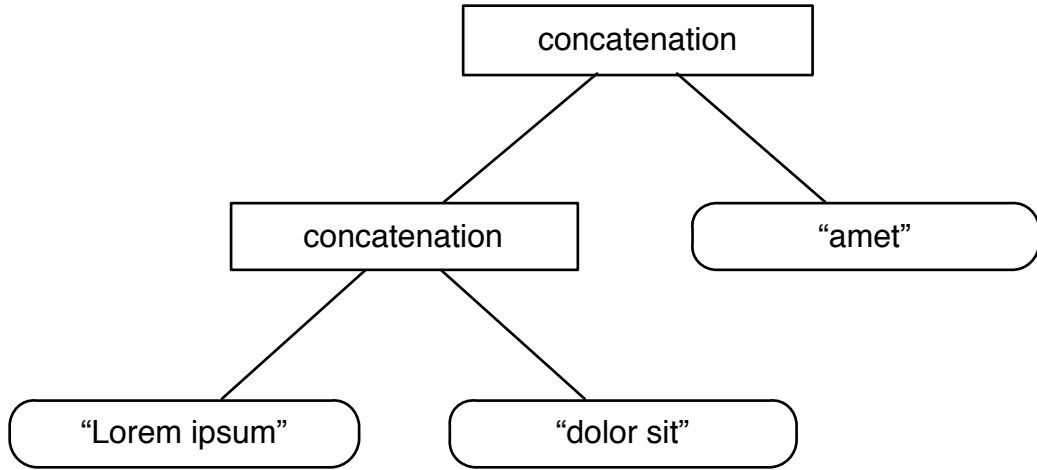 concatenation
concatenation
“amet”
“Lorem ipsum”
“dolor sit”